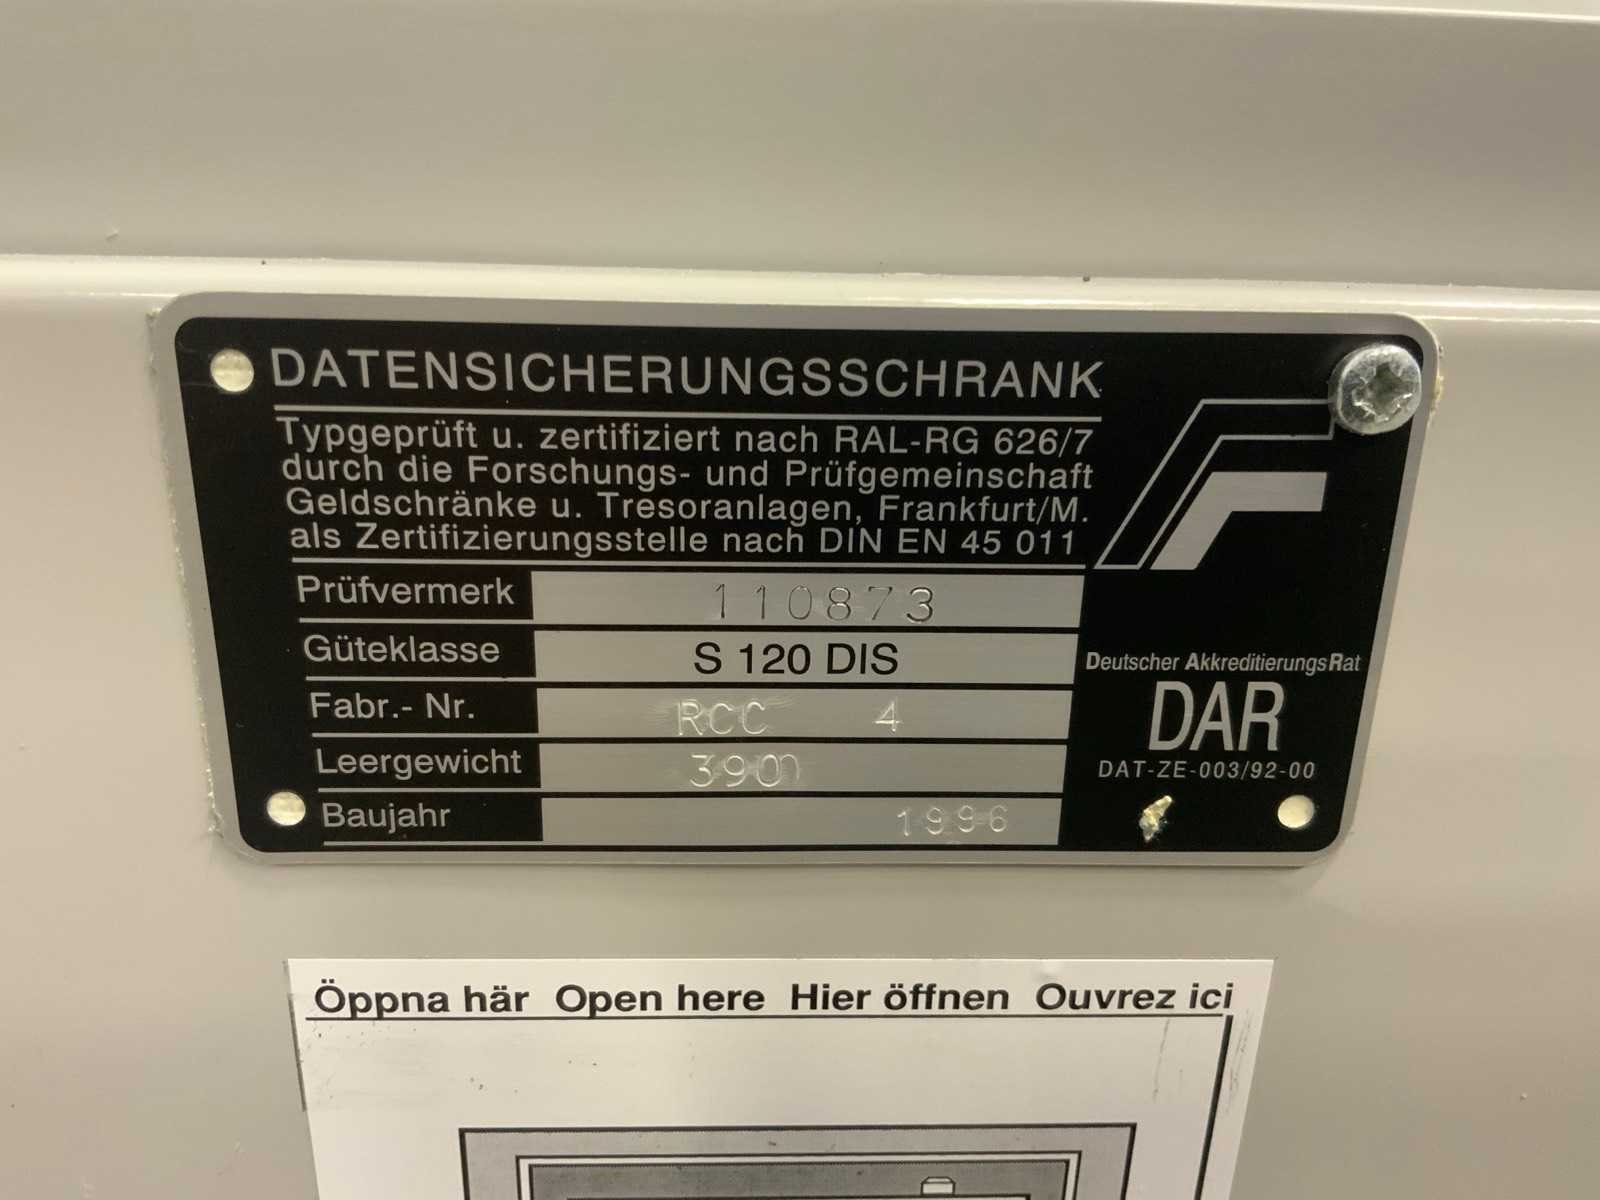 DATENSICHERUNGSSCHRANK
Typgeprüft u. zertifiziert nach RAL-RG 626/7
durch die Forschungs- und Prüfgemeinschaft
Geldschränke u. Tresoranlagen, Frankfurt/M.
als Zertifizierungsstelle nach DIN EN 45 011
Prüfvermerk 110873
Güteklasse S 120 DIS
Fabr.- Nr. RCC 4
Leergewicht 390
Baujahr 1996
Deutscher AkkreditierungsRat
DAR
DAT-ZE-003/92-00
Öppna här Open here Hier öffnen Ouvrez ici